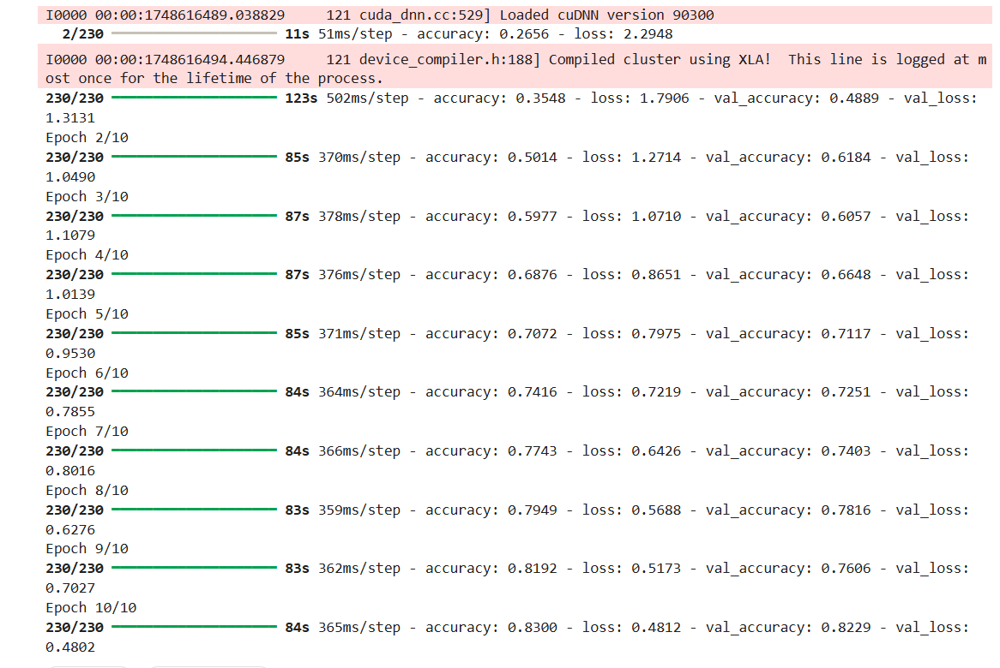 I0000 00:00:1748616489.038829     121 cuda_dnn.cc:529] Loaded cuDNN version 90300
2/230 11s 51ms/step - accuracy: 0.2656 - loss: 2.2948
I0000 00:00:1748616494.446879     121 device_compiler.h:188] Compiled cluster using XLA!  This line is logged at m
ost once for the lifetime of the process.
230/230 123s 502ms/step - accuracy: 0.3548 - loss: 1.7906 - val_accuracy: 0.4889 - val_loss:
1.3131
Epoch 2/10
230/230 85s 370ms/step - accuracy: 0.5014 - loss: 1.2714 - val_accuracy: 0.6184 - val_loss:
1.0490
Epoch 3/10
230/230 87s 378ms/step - accuracy: 0.5977 - loss: 1.0710 - val_accuracy: 0.6057 - val_loss:
1.1079
Epoch 4/10
230/230 87s 376ms/step - accuracy: 0.6876 - loss: 0.8651 - val_accuracy: 0.6648 - val_loss:
1.0139
Epoch 5/10
230/230 85s 371ms/step - accuracy: 0.7072 - loss: 0.7975 - val_accuracy: 0.7117 - val_loss:
0.9530
Epoch 6/10
230/230 84s 364ms/step - accuracy: 0.7416 - loss: 0.7219 - val_accuracy: 0.7251 - val_loss:
0.7855
Epoch 7/10
230/230 84s 366ms/step - accuracy: 0.7743 - loss: 0.6426 - val_accuracy: 0.7403 - val_loss:
0.8016
Epoch 8/10
230/230 83s 359ms/step - accuracy: 0.7949 - loss: 0.5688 - val_accuracy: 0.7816 - val_loss:
0.6276
Epoch 9/10
230/230 83s 362ms/step - accuracy: 0.8192 - loss: 0.5173 - val_accuracy: 0.7606 - val_loss:
0.7027
Epoch 10/10
230/230 84s 365ms/step - accuracy: 0.8300 - loss: 0.4812 - val_accuracy: 0.8229 - val_loss:
0.4802